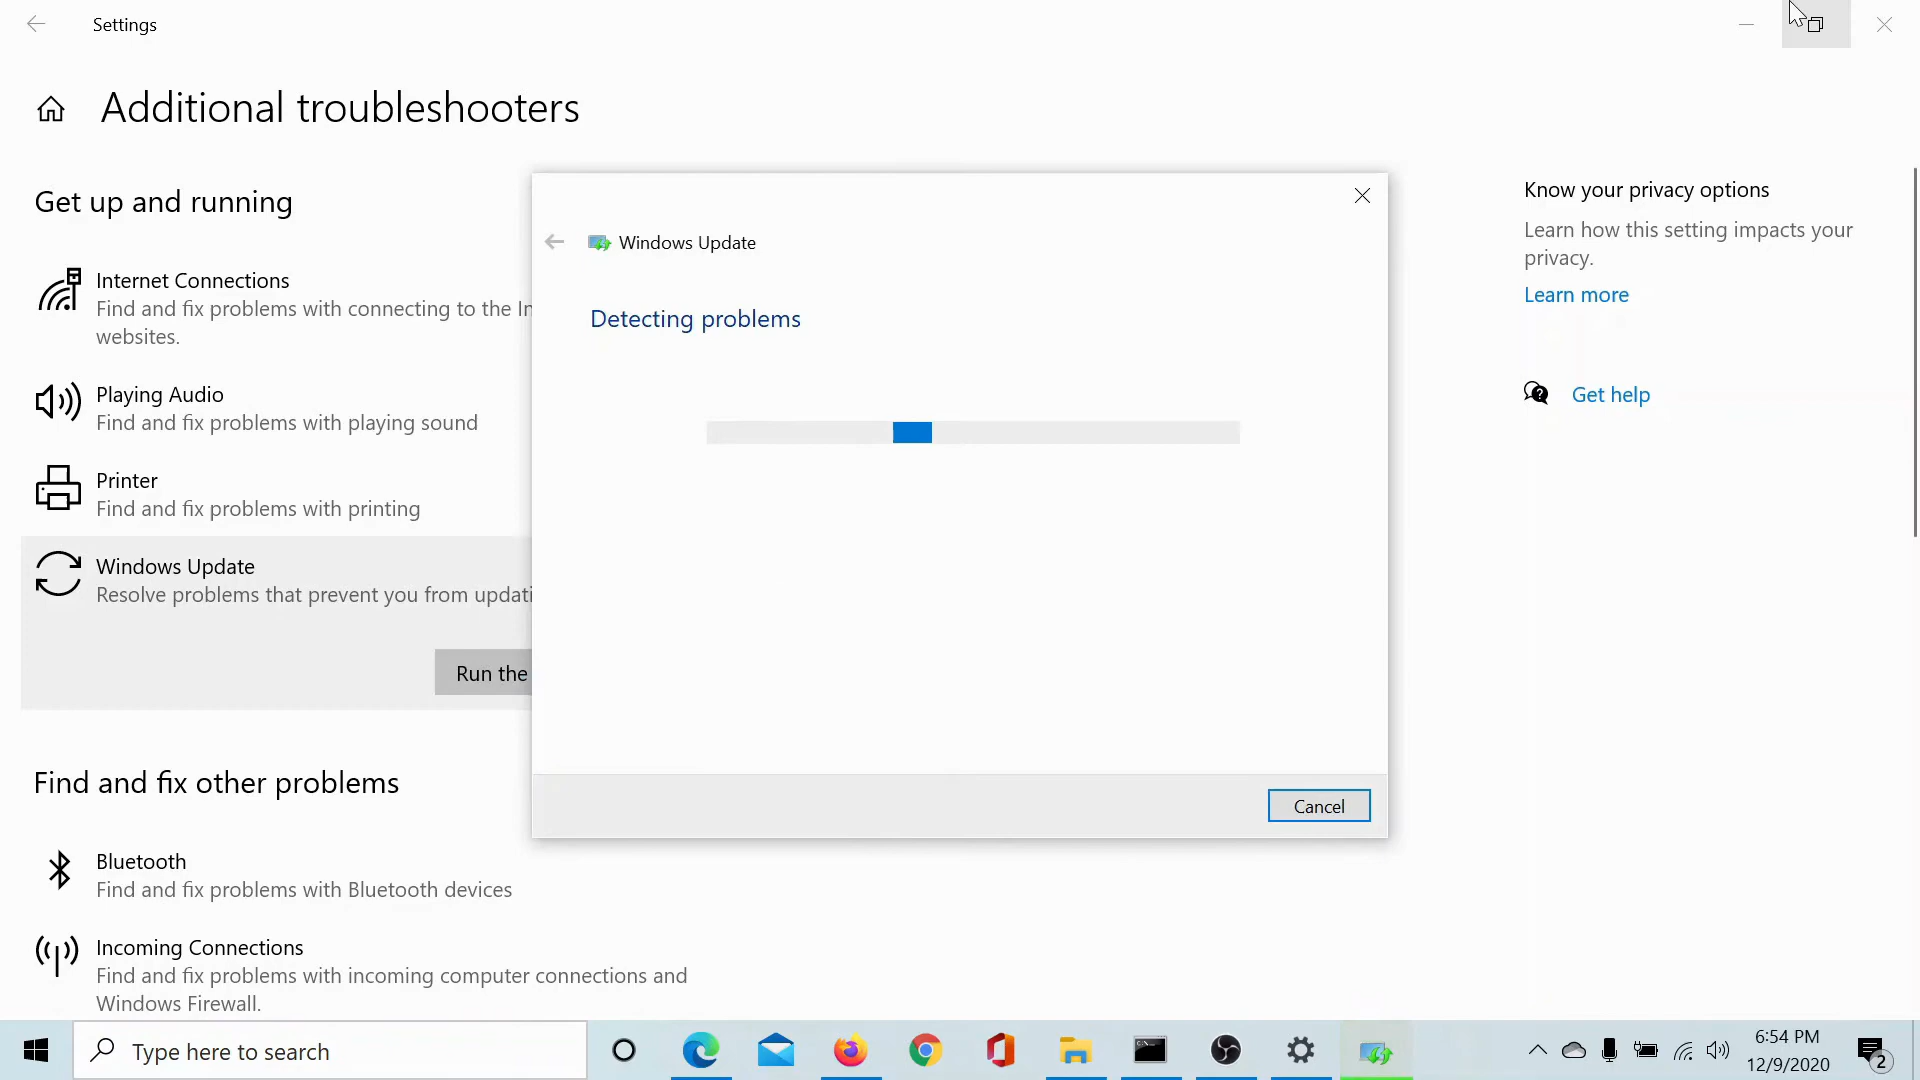 Settings
Additional troubleshooters
Get up and running
Internet Connections
Find and fix problems with connecting to the In
websites.
Playing Audio
Find and fix problems with playing sound
Printer
Find and fix problems with printing
Windows Update
Resolve problems that prevent you from updati
Run the
Find and fix other problems
Bluetooth
Find and fix problems with Bluetooth devices
Incoming Connections
Find and fix problems with incoming computer connections and
Windows Firewall.
Windows Update
Detecting problems
Cancel
Know your privacy options
Learn how this setting impacts your
privacy.
Learn more
Get help
Type here to search
6:54 PM
12/9/2020
2